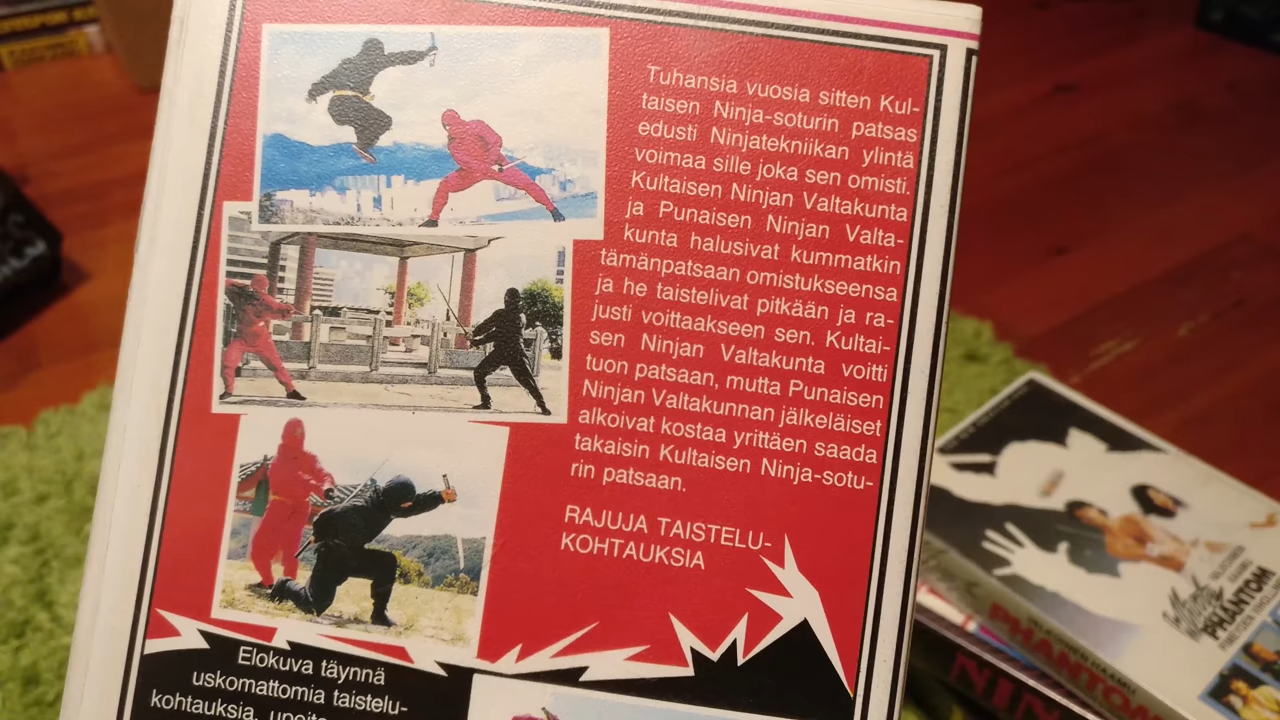 Tuhansia vuosia sitten Kul-
taisen Ninja-soturin patsas
edusti Ninjatekniikan ylintä
voimaa sille joka sen omisti.
Kultaisen Ninjan Valtakunta
ja Punaisen Ninjan Valta-
kunta halusivat kummatkin
tämänpatsaan omistukseensa
ja he taistelivat pitkään ja ra-
justi voittaakseen sen. Kultai-
sen Ninjan Valtakunta voitti
tuon patsaan, mutta Punaisen
Ninjan Valtakunnan jälkeläiset
alkoivat kostaa yrittäen saada
takaisin Kultaisen Ninja-sotu-
rin patsaan.
RAJUJA TAISTELU-
KOHTAUKSIA
Elokuva täynnä
uskomattomia taistelu-
kohtauksia,
PHANTOM
PHANTOM
NIN